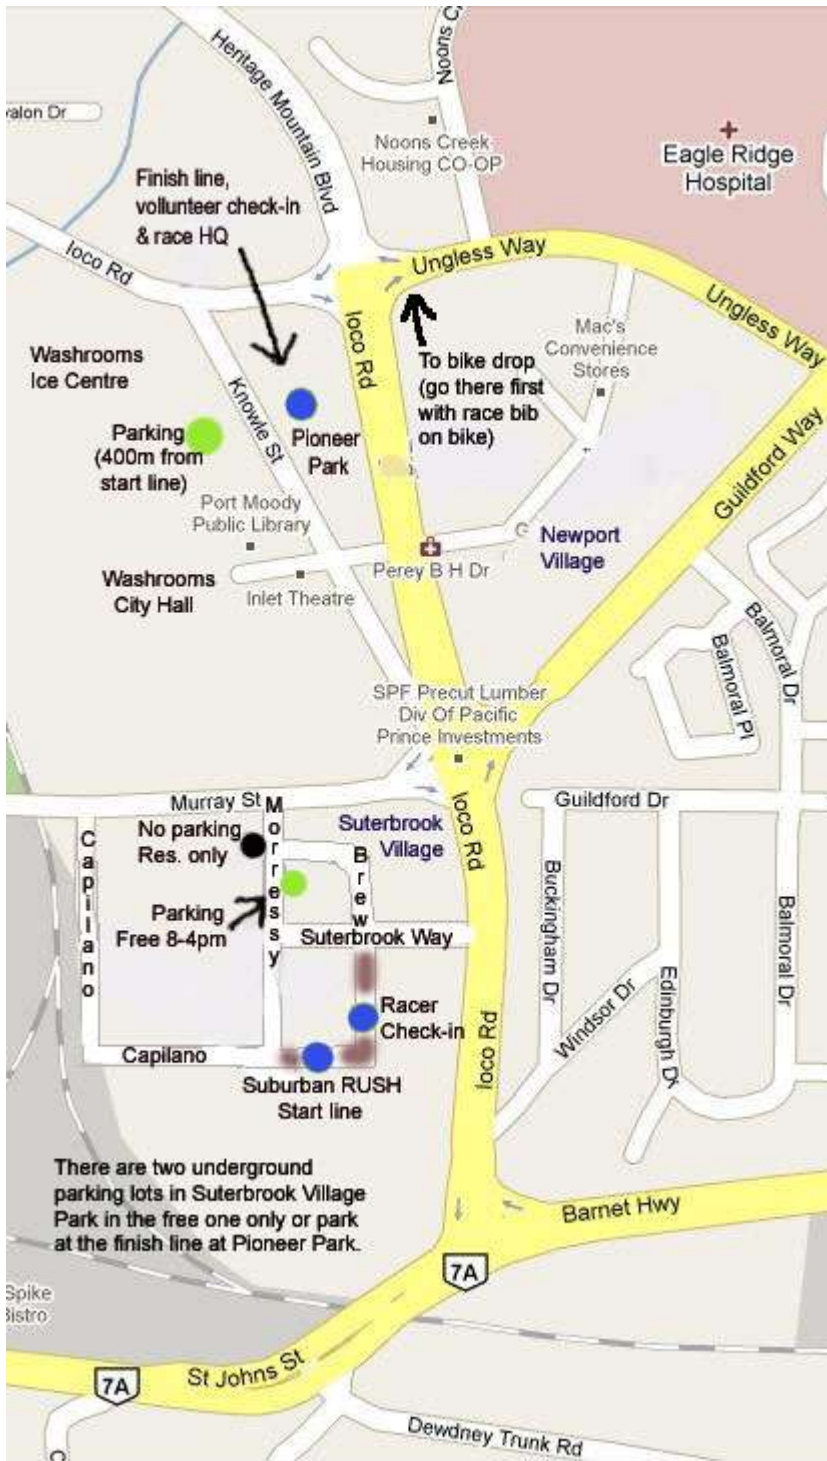 Heritage Mountain Blvd
Noons C
valon Dr
Noons Creek
Housing CO-OP
Eagle Ridge
Hospital
Finish line,
vollunteer check-in
& race HQ
Ioco Rd
Ungless Way
Ungless Way
Ioco Rd
Mac's
Convenience
Stores
Washrooms
Ice Centre
To bike drop
(go there first
with race bib
on bike)
Knowle St
Parking
(400m from
start line)
Pioneer
Park
Guildford Way
Port Moody
Public Library
Newport
Village
Washrooms
City Hall
Inlet Theatre
Perey B H Dr
Balmoral Dr
Balmoral Pl
SPF Precut Lumber
Div Of Pacific
Prince Investments
Murray St
Morressy
Guildford Dr
No parking
Res. only
Suterbrook
Village
Ioco Rd
Capilano
Brew
Parking
Free 8-4pm
Suterbrook Way
Buckingham Dr
Balmoral Dr
Racer
Check-in
Windsor Dr
Edinburgh Dr
Ioco Rd
Capilano
Suburban RUSH
Start line
There are two underground
parking lots in Suterbrook Village
Park in the free one only or park
at the finish line at Pioneer Park.
Barnet Hwy
7A
Spike
Bistro
St Johns St
7A
Dewdney Trunk Rd
C